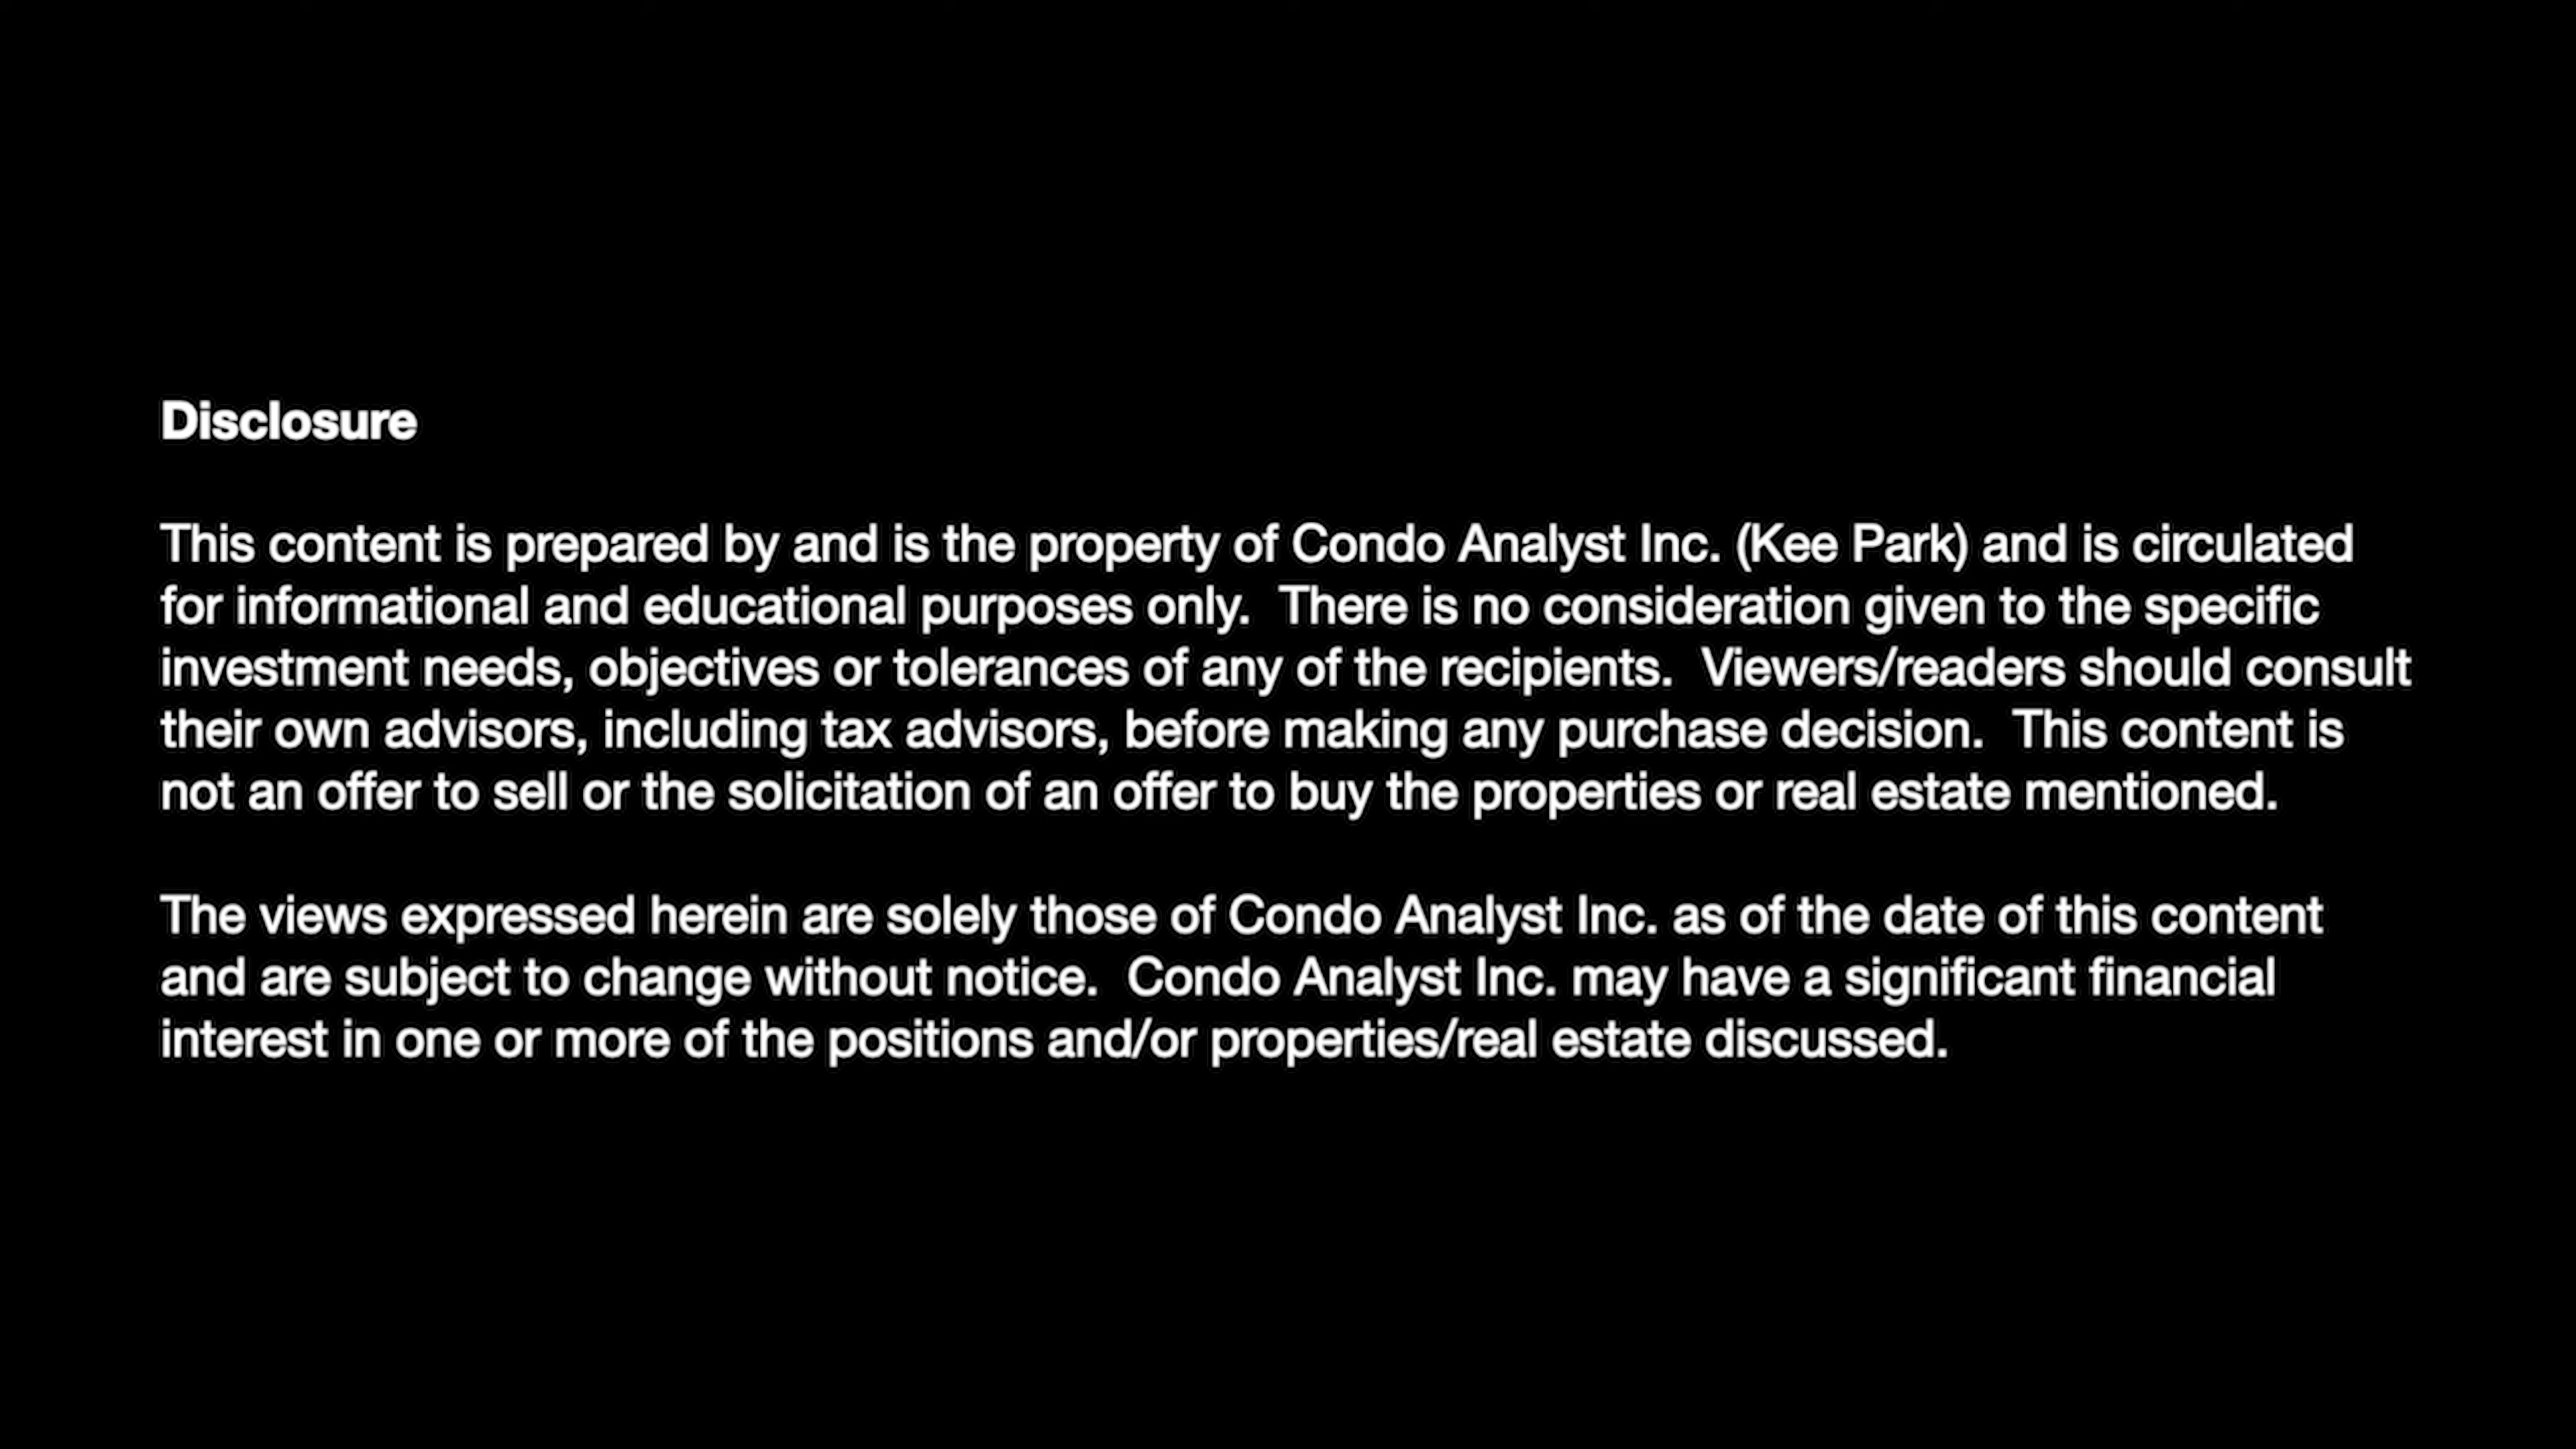 Disclosure
This content is prepared by and is the property of Condo Analyst Inc. (Kee Park) and is circulated
for informational and educational purposes only.  There is no consideration given to the specific
investment needs, objectives or tolerances of any of the recipients.  Viewers/readers should consult
their own advisors, including tax advisors, before making any purchase decision.  This content is
not an offer to sell or the solicitation of an offer to buy the properties or real estate mentioned.
The views expressed herein are solely those of Condo Analyst Inc. as of the date of this content
and are subject to change without notice.  Condo Analyst Inc. may have a significant financial
interest in one or more of the positions and/or properties/real estate discussed.